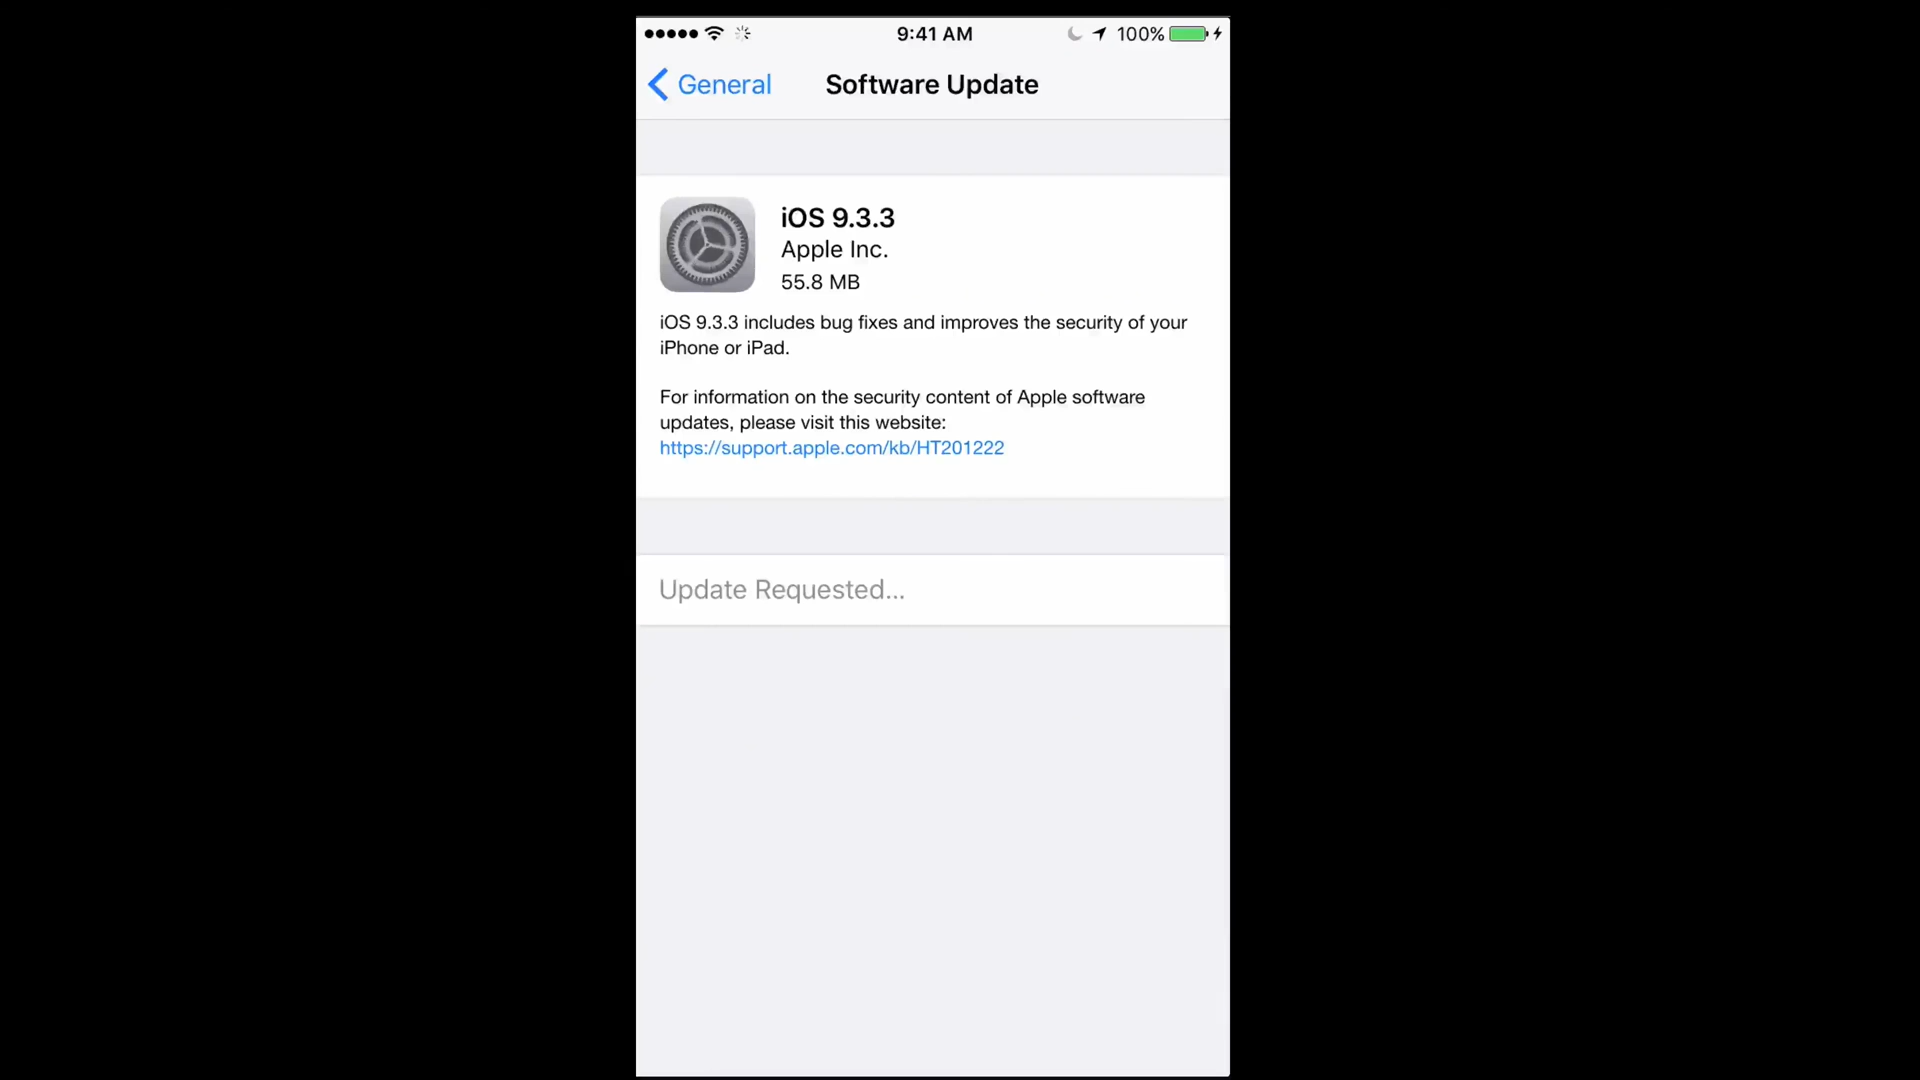 9:41 AM
100%
General
Software Update
iOS 9.3.3
Apple Inc.
55.8 MB
iOS 9.3.3 includes bug fixes and improves the security of your
iPhone or iPad.
For information on the security content of Apple software
updates, please visit this website:
https://support.apple.com/kb/HT201222
Update Requested...